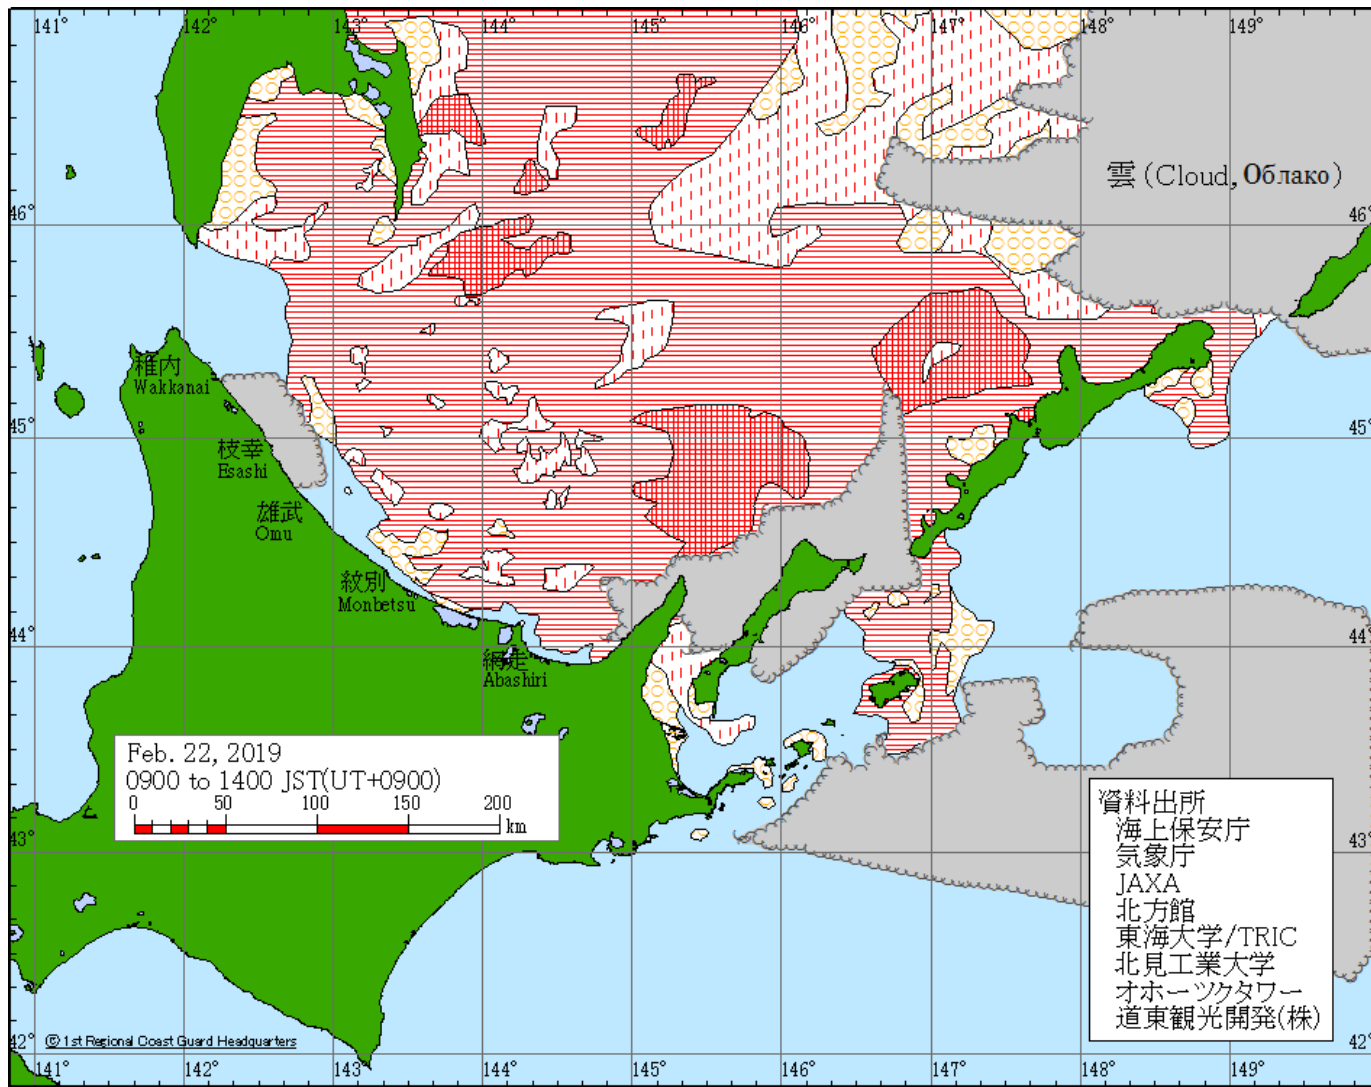 141° 142° 143° 144° 145° 146° 147° 148° 149°
雲 (Cloud, Облако)
46° 46°
稚内
Wakkanai
45° 45°
枝幸
Esashi
雄武
Omu
紋別
Monbetsu
44° 44°
網走
Abashiri
Feb. 22, 2019
0900 to 1400 JST(UT+0900)
0 50 100 150 200
km
資料出所
海上保安庁
気象庁
JAXA
北方館
東海大学/TRIC
北見工業大学
オホーツクタワー
道東観光開発(株)
43° 43°
42° 42°
© 1st Regional Coast Guard Headquarters
141° 142° 143° 144° 145° 146° 147° 148° 149°